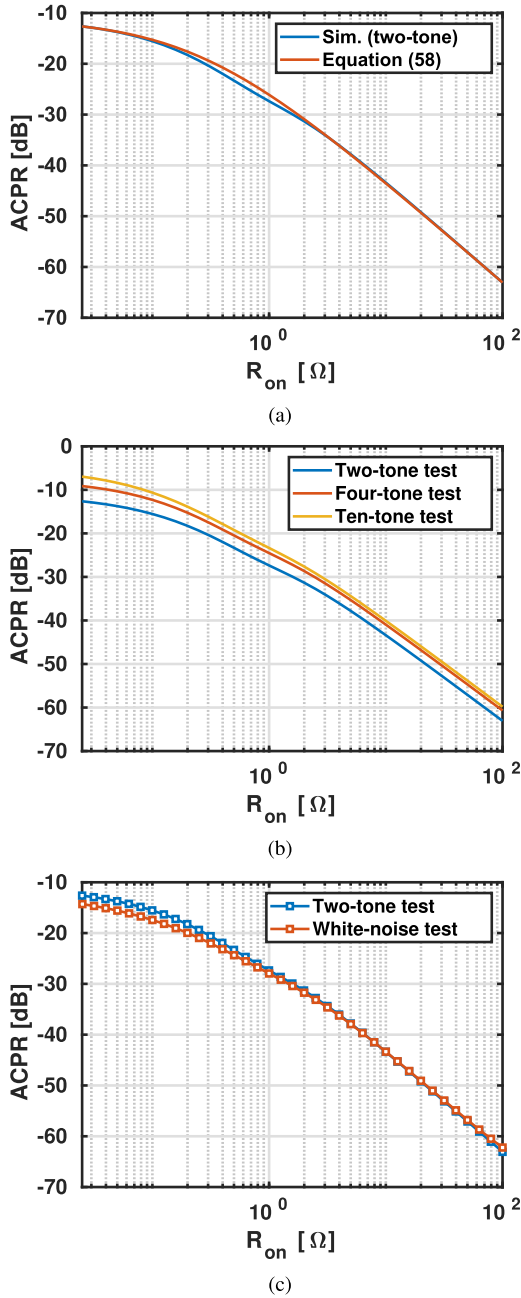 -10
-20
-30
-40
-50
-60
-70
ACPR [dB]
Sim. (two-tone)
Equation (58)
10 0
10 2
R on [ Ω ]
(a)
0
-10
-20
-30
-40
-50
-60
-70
ACPR [dB]
Two-tone test
Four-tone test
Ten-tone test
10 0
10 2
R on [ Ω ]
(b)
-10
-20
-30
-40
-50
-60
-70
ACPR [dB]
Two-tone test
White-noise test
10 0
10 2
R on [ Ω ]
(c)